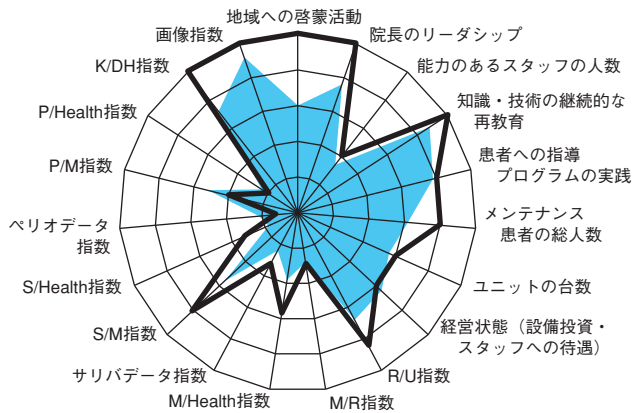 地域への啓蒙活動
院長のリーダシップ
能力のあるスタッフの人数
知識・技術の継続的な
再教育
患者への指導
プログラムの実践
メンテナンス
患者の総人数
ユニットの台数
経営状態（設備投資・
スタッフへの待遇）
R/U指数
M/R指数
M/Health指数
サリバデータ指数
S/M指数
S/Health指数
ペリオデータ
指数
P/M指数
P/Health指数
K/DH指数
画像指数